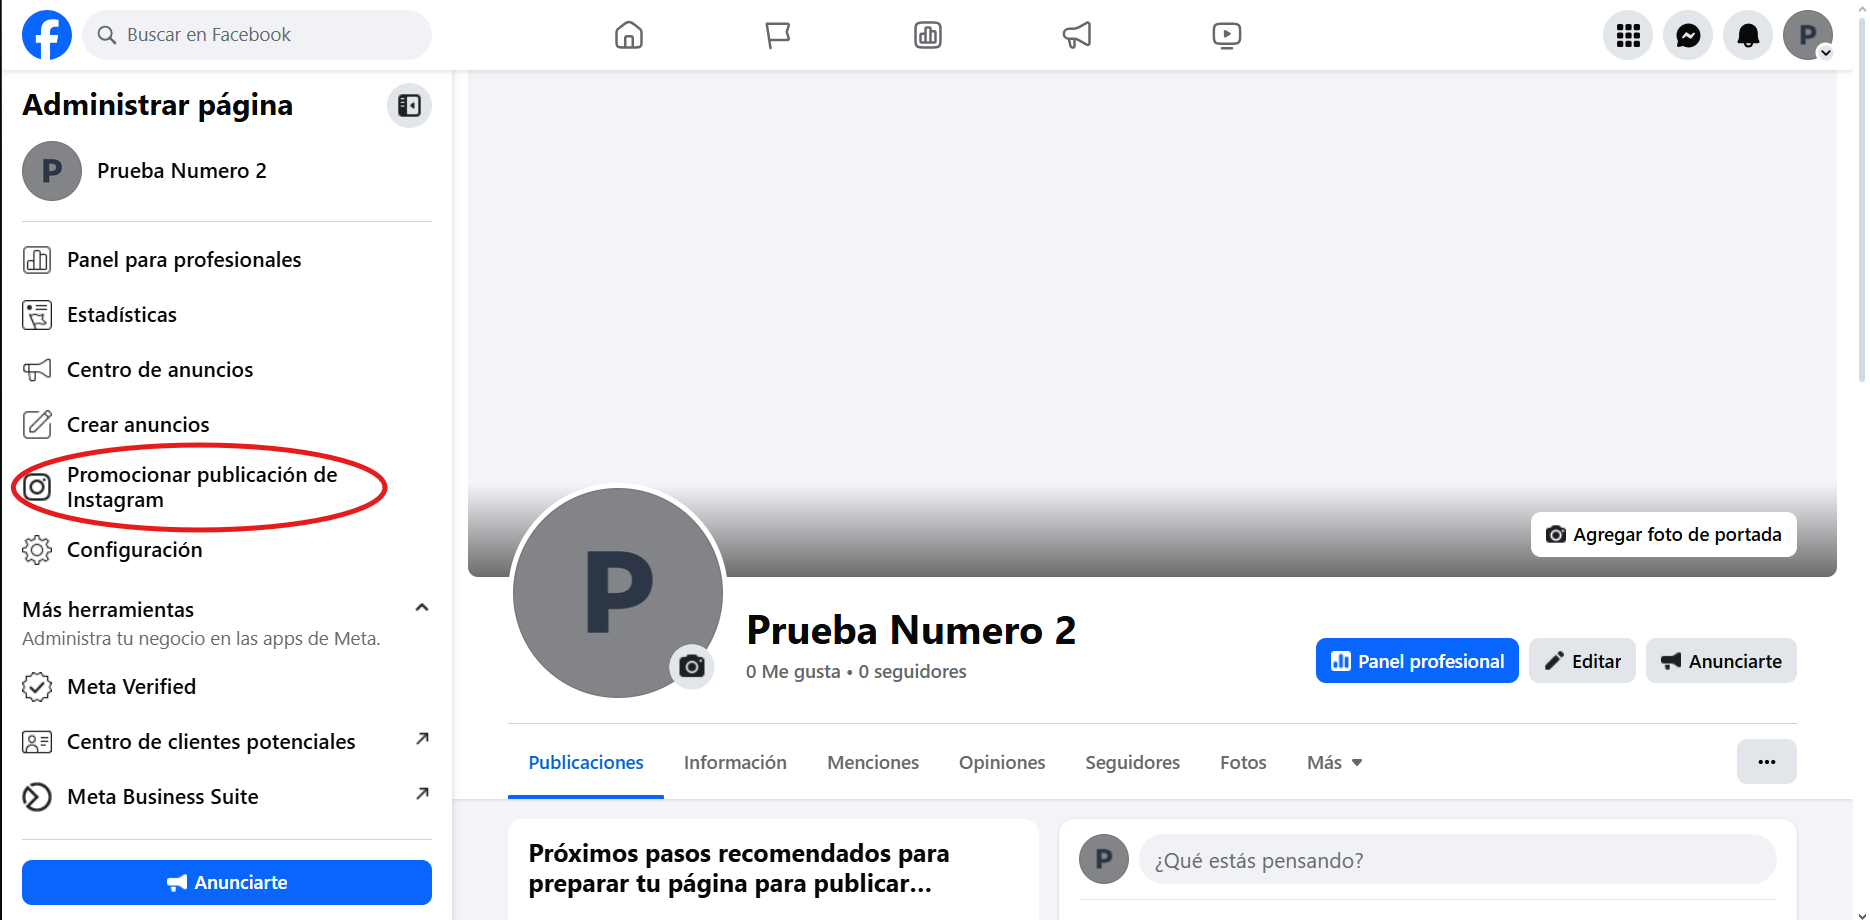 Buscar en Facebook
P
Administrar página
P
Prueba Numero 2
Panel para profesionales
Estadísticas
Centro de anuncios
Crear anuncios
Promocionar publicación de
Instagram
Configuración
Más herramientas
Administra tu negocio en las apps de Meta.
Meta Verified
Centro de clientes potenciales
Meta Business Suite
Anunciarte
Agregar foto de portada
P
Prueba Numero 2
0 Me gusta • 0 seguidores
Panel profesional
Editar
Anunciarte
Publicaciones
Información
Menciones
Opiniones
Seguidores
Fotos
Más
Próximos pasos recomendados para
preparar tu página para publicar...
P
¿Qué estás pensando?